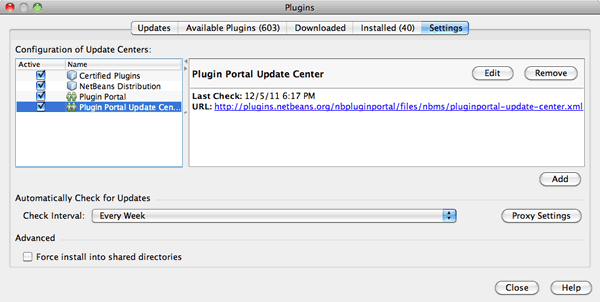 Plugins
Updates Available Plugins (603) Downloaded Installed (40) Settings
Configuration of Update Centers:
Active Name
Certified Plugins
NetBeans Distribution
Plugin Portal
Plugin Portal Update Cen...
Plugin Portal Update Center Edit Remove
Last Check: 12/5/11 6:17 PM
URL: http://plugins.netbeans.org/nbpluginportal/files/nbms/pluginportal-update-center.xml
Add
Automatically Check for Updates
Check Interval: Every Week Proxy Settings
Advanced
Force install into shared directories
Close Help